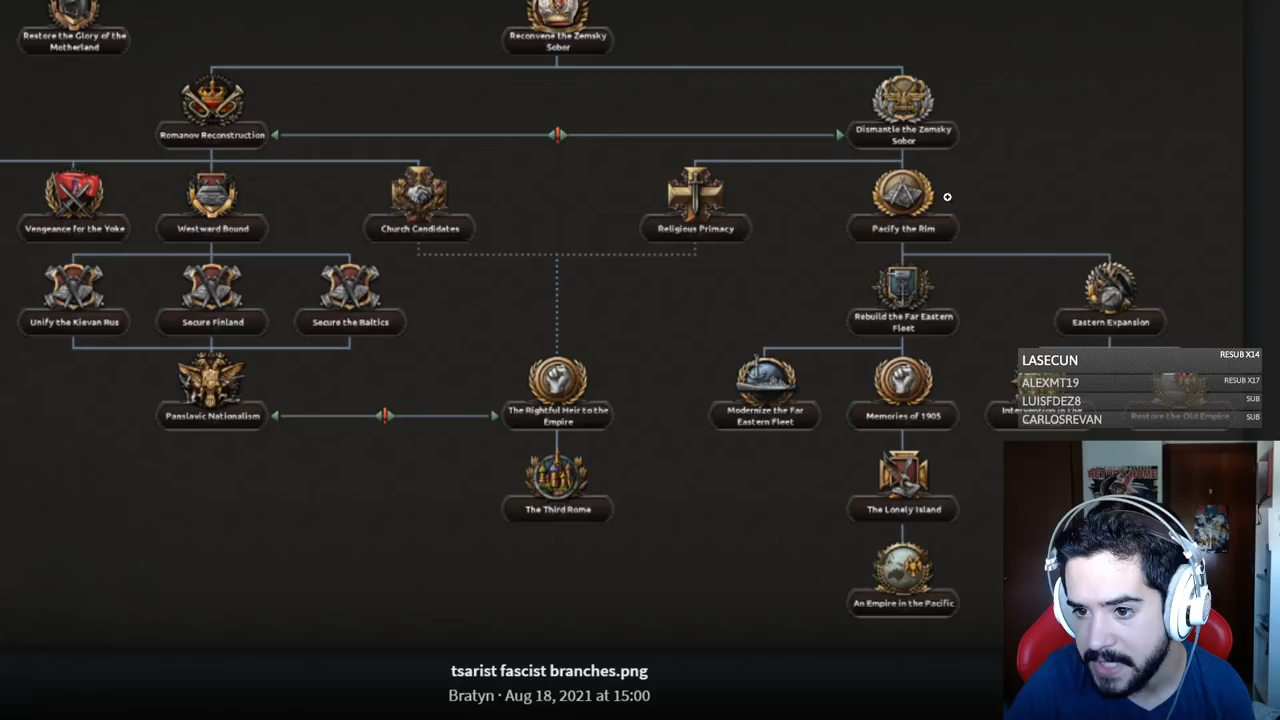 Restore the Glory of the
Motherland
Reconvene the Zemsky
Sobor
Romanov Reconstruction
Dismantle the Zemsky
Sobor
Vengeance for the Yoke
Westward Bound
Church Candidates
Religious Primacy
Pacify the Rim
Unify the Kievan Rus
Secure Finland
Secure the Baltics
Rebuild the Far Eastern
Fleet
Eastern Expansion
LASECUN RESUB X14
ALEXMT19 RESUB X17
LUISFDEZ8 SUB
CARLOSREVAN SUB
Panslavic Nationalism
The Rightful Heir to the
Empire
Modernize the Far
Eastern Fleet
Memories of 1905
Restore the Old Empire
The Third Rome
The Lonely Island
An Empire in the Pacific
tsarist fascist branches.png
Bratyn · Aug 18, 2021 at 15:00